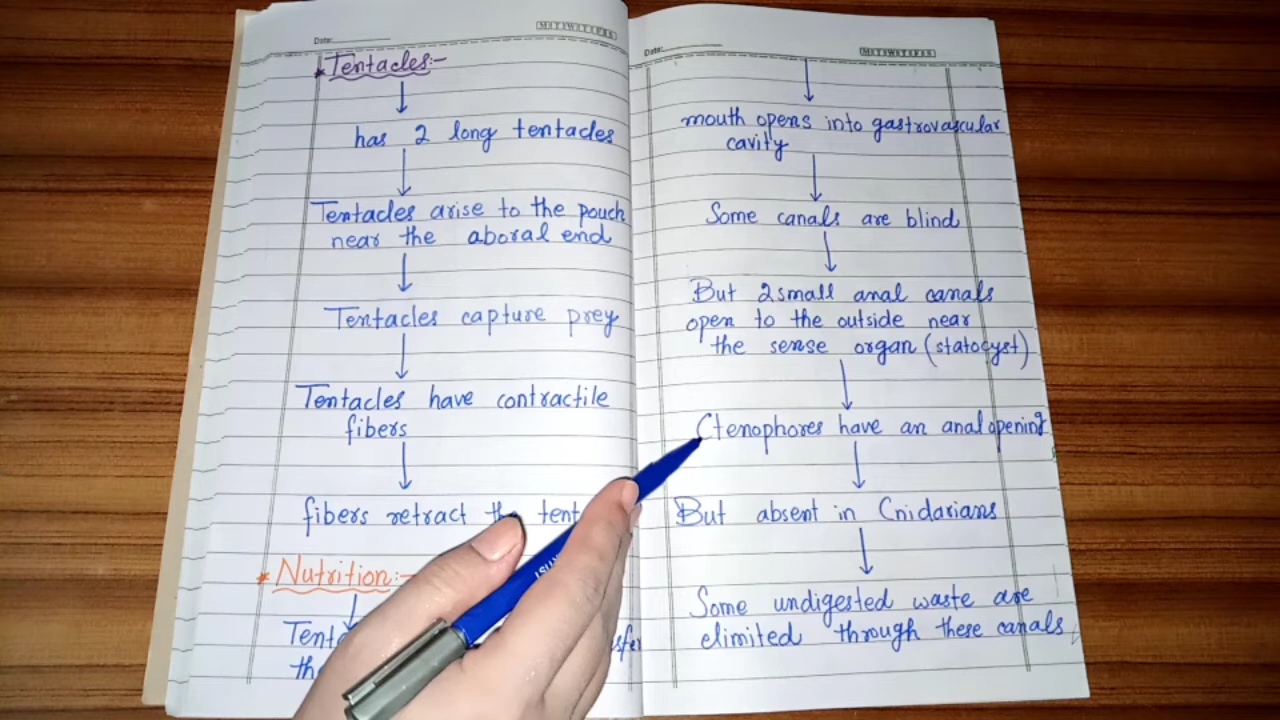 Date:
M T W T F S S
* Tentacles:-
has 2 long tentacles
Tentacles arise to the pouch
near the aboral end
Tentacles capture prey
Tentacles have contractile
fibers
fibers retract the
* Nutrition:-
Date:
M T W T F S S
mouth opens into gastrovascular
cavity
Some canals are blind
But 2 small anal canals
open to the outside near
the sense organ (statocyst)
Ctenophores have an anal opening
But absent in Cnidarians
Some undigested waste are
elimited through these canals